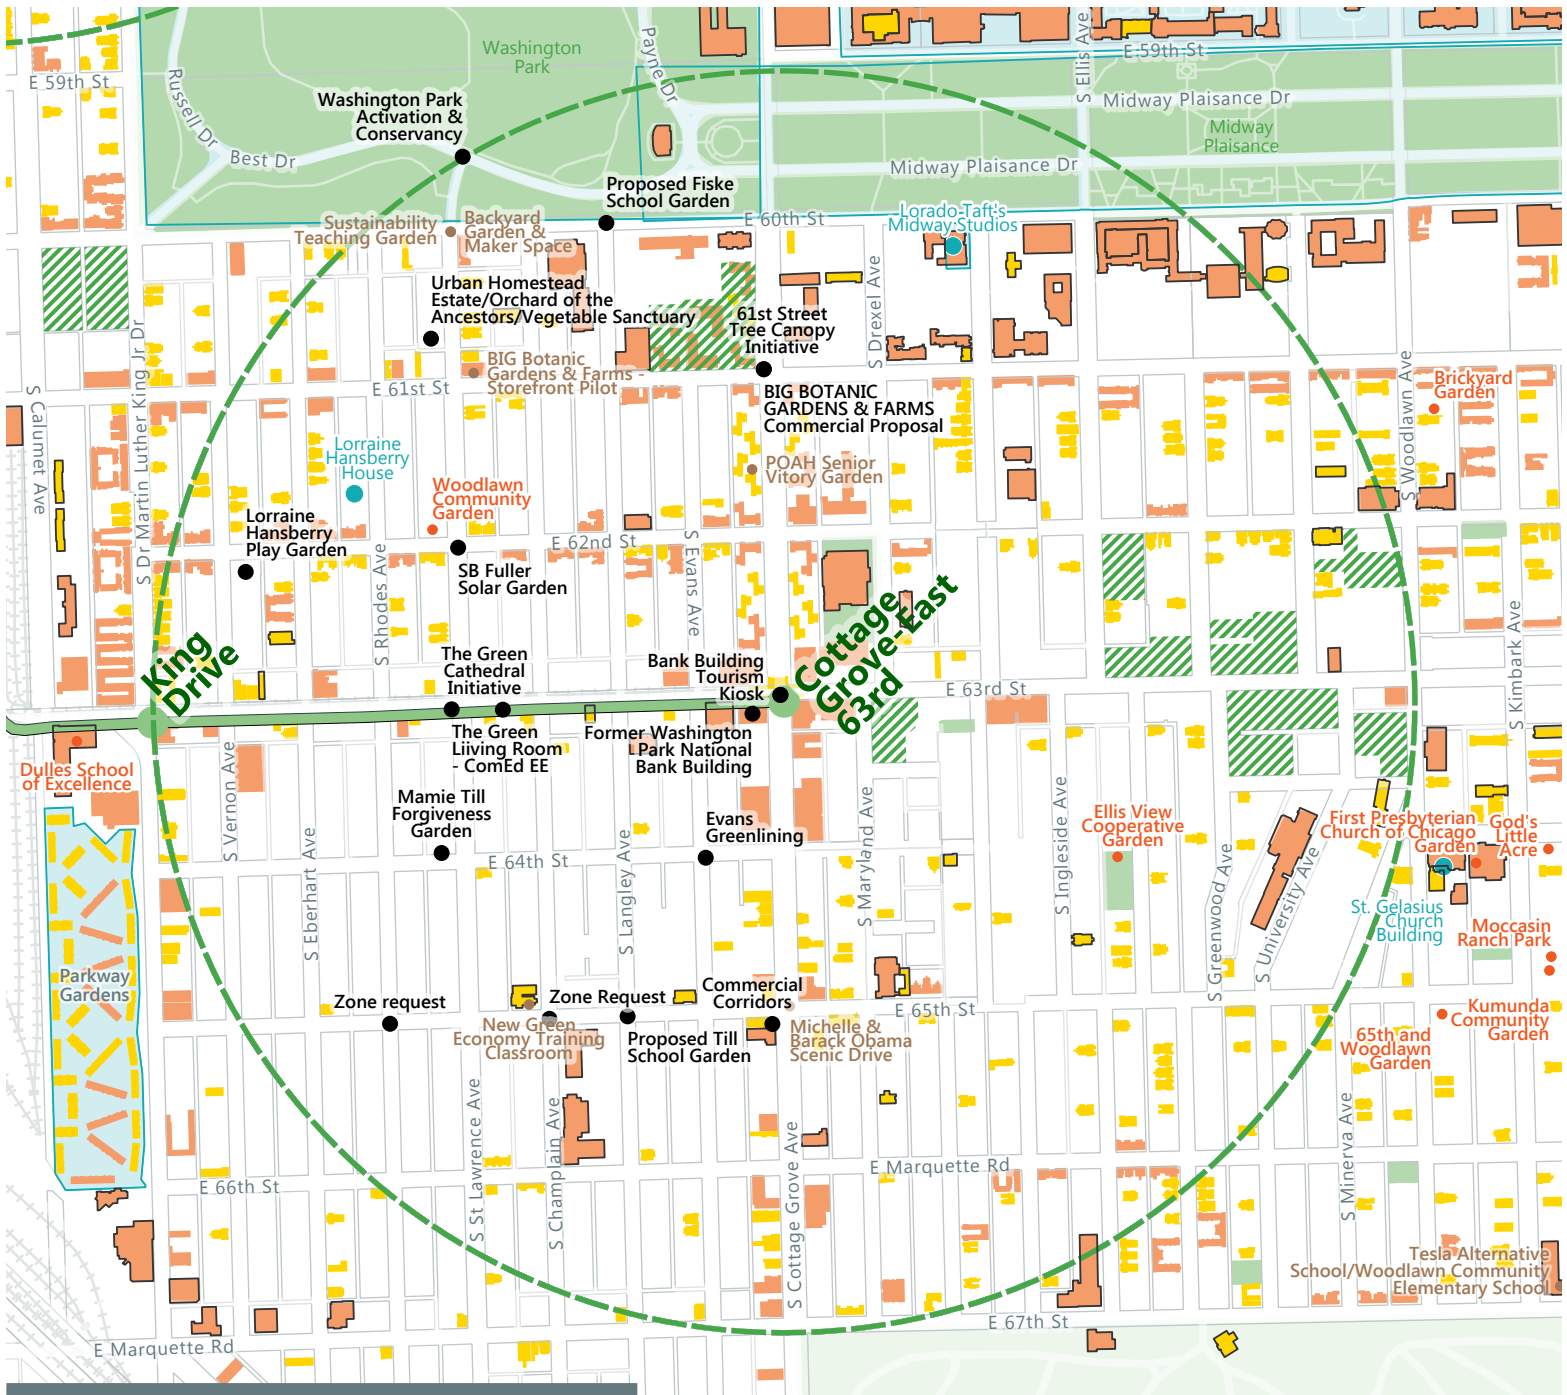 Washington
Park
Payne Dr
S Ellis Ave
E 59th St
E 59th St
Russell Dr
Washington Park
Activation &
Conservancy
Midway Plaisance Dr
Midway
Plaisance
Best Dr
Midway Plaisance Dr
Proposed Fiske
School Garden
Sustainability
Teaching Garden
Backyard
Garden &
Maker Space
E 60th St
Lorado Taft's
Midway Studios
Urban Homestead
Estate/Orchard of the
Ancestors/Vegetable Sanctuary
61st Street
Tree Canopy
Initiative
S Drexel Ave
S Dr Martin Luther King Jr Dr
S Calumet Ave
BIG Botanic
Gardens & Farms -
Storefront Pilot
E 61st St
BIG BOTANIC
GARDENS & FARMS
Commercial Proposal
S Woodlawn Ave
Brickyard
Garden
Lorraine
Hansberry
House
POAH Senior
Vitory Garden
Woodlawn
Community
Garden
Lorraine
Hansberry
Play Garden
E 62nd St
S Evans Ave
S Rhodes Ave
SB Fuller
Solar Garden
Cottage
Grove-East
63rd
King
Drive
The Green
Cathedral
Initiative
Bank Building
Tourism
Kiosk
E 63rd St
S Kimbark Ave
The Green
Liiving Room
- ComEd EE
Former Washington
Park National
Bank Building
Dulles School
of Excellence
S Vernon Ave
Mamie Till
Forgiveness
Garden
Evans
Greenlining
S Maryland Ave
S Ingleside Ave
Ellis View
Cooperative
Garden
First Presbyterian
Church of Chicago
Garden
God's
Little
Acre
E 64th St
S Eberhart Ave
S Langley Ave
S Greenwood Ave
S University Ave
St. Gelasius
Church
Building
Moccasin
Ranch Park
Parkway
Gardens
Zone request
Zone Request
Commercial
Corridors
E 65th St
New Green
Economy Training
Classroom
Proposed Till
School Garden
Michelle &
Barack Obama
Scenic Drive
Kumunda
Community
Garden
65th and
Woodlawn
Garden
S St Lawrence Ave
S Champlain Ave
S Cottage Grove Ave
S Minerva Ave
E Marquette Rd
E 66th St
Tesla Alternative
School/Woodlawn Community
Elementary School
E 67th St
E Marquette Rd